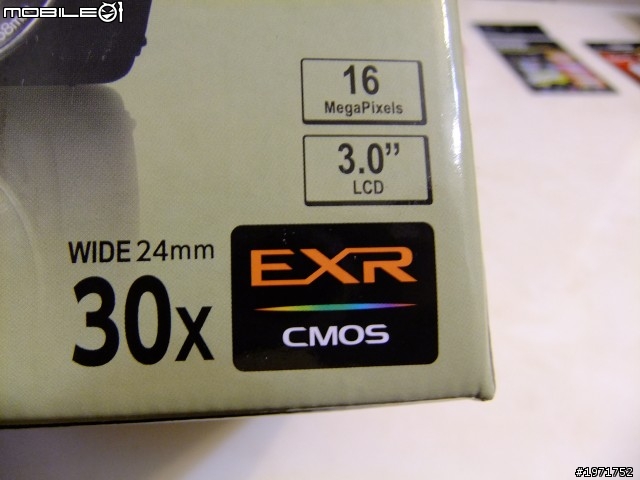 MOBILE01
16
MegaPixels
3.0”
LCD
WIDE 24mm
30x
EXR
CMOS
#1971752